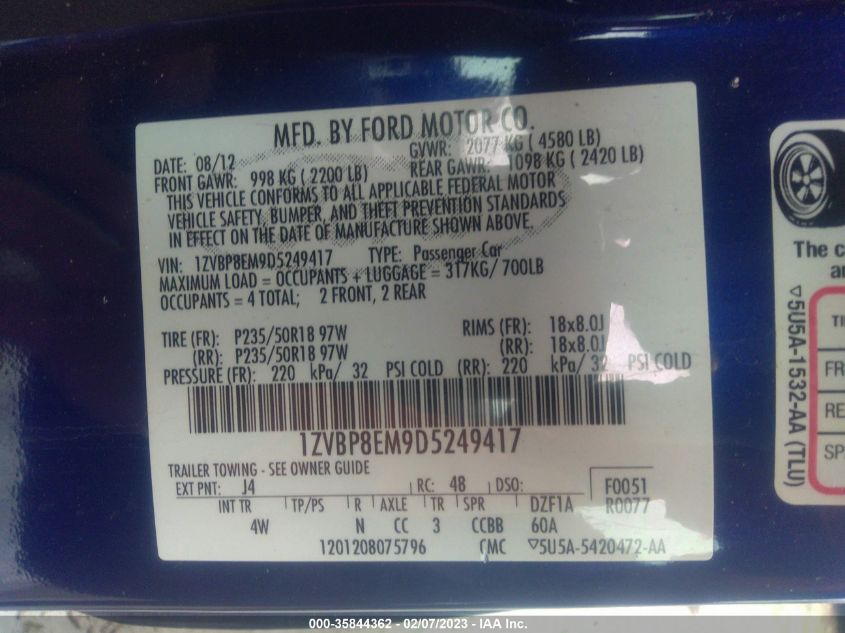 MFD. BY FORD MOTOR CO.
DATE: 08/12 GVWR: 2077 KG ( 4580 LB)
FRONT GAWR: 998 KG ( 2200 LB) REAR GAWR: 1098 KG ( 2420 LB)
THIS VEHICLE CONFORMS TO ALL APPLICABLE FEDERAL MOTOR
VEHICLE SAFETY, BUMPER, AND THEFT PREVENTION STANDARDS
IN EFFECT ON THE DATE OF MANUFACTURE SHOWN ABOVE.
VIN: 1ZVBP8EM9D5249417 TYPE: Passenger Car
MAXIMUM LOAD = OCCUPANTS + LUGGAGE = 317KG/ 700LB
OCCUPANTS = 4 TOTAL; 2 FRONT, 2 REAR
TIRE (FR): P235/50R18 97W RIMS (FR): 18x8.0J
(RR): P235/50R18 97W (RR): 18x8.0J
PRESSURE (FR): 220 kPa/ 32 PSI COLD (RR): 220 kPa/ 32 PSI COLD
1ZVBP8EM9D5249417
TRAILER TOWING - SEE OWNER GUIDE
EXT PNT: J4 RC: 48 DSO: F0051
INT TR TP/PS R AXLE TR SPR DZF1A R0077
4W N CC 3 CCBB 60A
1201208075796 CMC ▽5U5A-5420472-AA
The c
an
▽5U5A-1532-AA (TLU)
TI
FR
RE
SP
000-35844362 - 02/07/2023 - IAA Inc.